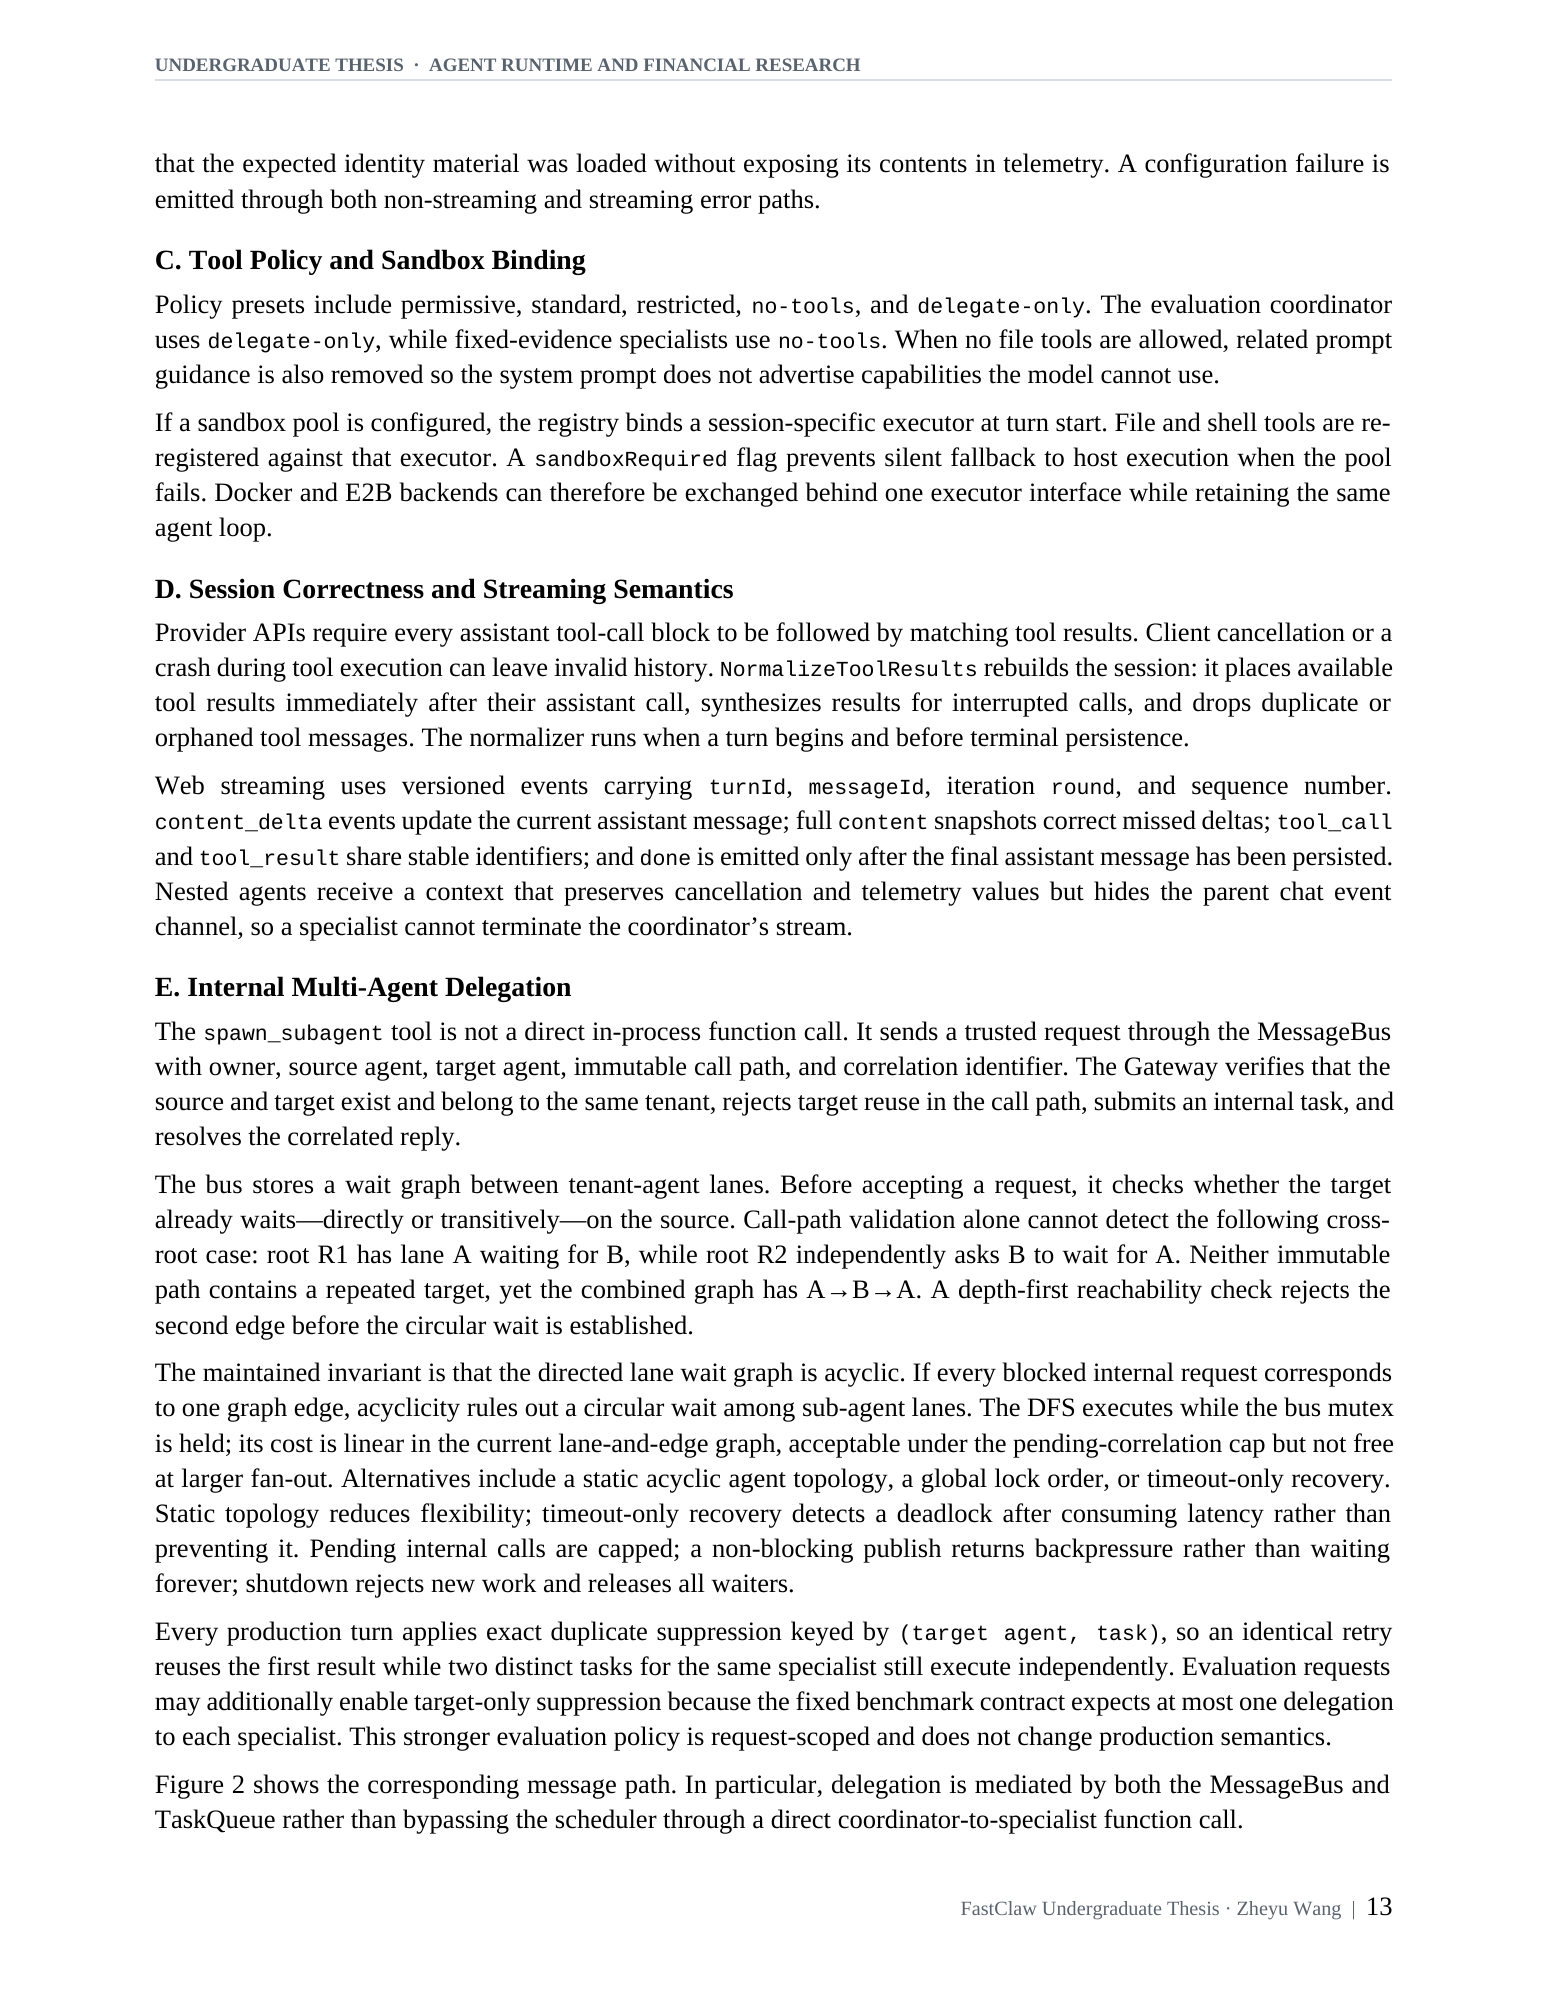 UNDERGRADUATE THESIS · AGENT RUNTIME AND FINANCIAL RESEARCH
that the expected identity material was loaded without exposing its contents in telemetry. A configuration failure is
emitted through both non-streaming and streaming error paths.
C. Tool Policy and Sandbox Binding
Policy presets include permissive, standard, restricted, no-tools, and delegate-only. The evaluation coordinator
uses delegate-only, while fixed-evidence specialists use no-tools. When no file tools are allowed, related prompt
guidance is also removed so the system prompt does not advertise capabilities the model cannot use.
If a sandbox pool is configured, the registry binds a session-specific executor at turn start. File and shell tools are re-
registered against that executor. A sandboxRequired flag prevents silent fallback to host execution when the pool
fails. Docker and E2B backends can therefore be exchanged behind one executor interface while retaining the same
agent loop.
D. Session Correctness and Streaming Semantics
Provider APIs require every assistant tool-call block to be followed by matching tool results. Client cancellation or a
crash during tool execution can leave invalid history. NormalizeToolResults rebuilds the session: it places available
tool results immediately after their assistant call, synthesizes results for interrupted calls, and drops duplicate or
orphaned tool messages. The normalizer runs when a turn begins and before terminal persistence.
Web streaming uses versioned events carrying turnId, messageId, iteration round, and sequence number.
content_delta events update the current assistant message; full content snapshots correct missed deltas; tool_call
and tool_result share stable identifiers; and done is emitted only after the final assistant message has been persisted.
Nested agents receive a context that preserves cancellation and telemetry values but hides the parent chat event
channel, so a specialist cannot terminate the coordinator’s stream.
E. Internal Multi-Agent Delegation
The spawn_subagent tool is not a direct in-process function call. It sends a trusted request through the MessageBus
with owner, source agent, target agent, immutable call path, and correlation identifier. The Gateway verifies that the
source and target exist and belong to the same tenant, rejects target reuse in the call path, submits an internal task, and
resolves the correlated reply.
The bus stores a wait graph between tenant-agent lanes. Before accepting a request, it checks whether the target
already waits—directly or transitively—on the source. Call-path validation alone cannot detect the following cross-
root case: root R1 has lane A waiting for B, while root R2 independently asks B to wait for A. Neither immutable
path contains a repeated target, yet the combined graph has A→B→A. A depth-first reachability check rejects the
second edge before the circular wait is established.
The maintained invariant is that the directed lane wait graph is acyclic. If every blocked internal request corresponds
to one graph edge, acyclicity rules out a circular wait among sub-agent lanes. The DFS executes while the bus mutex
is held; its cost is linear in the current lane-and-edge graph, acceptable under the pending-correlation cap but not free
at larger fan-out. Alternatives include a static acyclic agent topology, a global lock order, or timeout-only recovery.
Static topology reduces flexibility; timeout-only recovery detects a deadlock after consuming latency rather than
preventing it. Pending internal calls are capped; a non-blocking publish returns backpressure rather than waiting
forever; shutdown rejects new work and releases all waiters.
Every production turn applies exact duplicate suppression keyed by (target agent, task), so an identical retry
reuses the first result while two distinct tasks for the same specialist still execute independently. Evaluation requests
may additionally enable target-only suppression because the fixed benchmark contract expects at most one delegation
to each specialist. This stronger evaluation policy is request-scoped and does not change production semantics.
Figure 2 shows the corresponding message path. In particular, delegation is mediated by both the MessageBus and
TaskQueue rather than bypassing the scheduler through a direct coordinator-to-specialist function call.
FastClaw Undergraduate Thesis · Zheyu Wang | 13